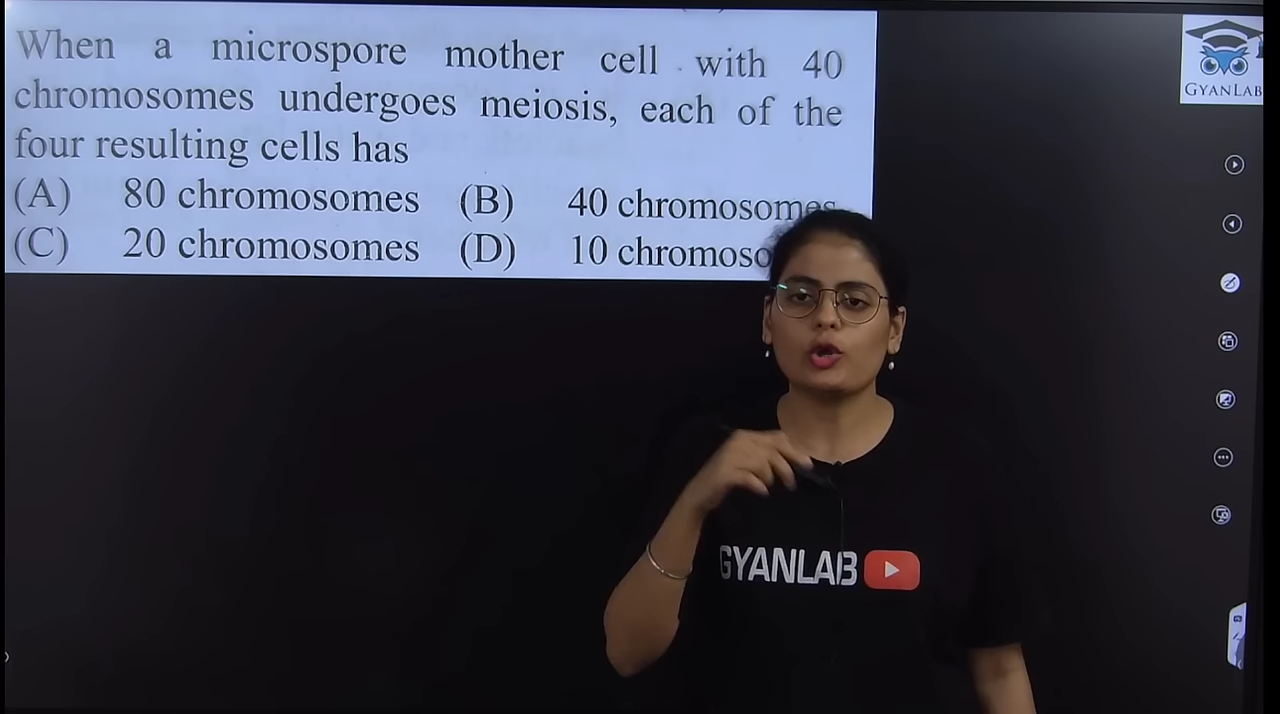 When a microspore mother cell with 40
chromosomes undergoes meiosis, each of the
four resulting cells has
(A) 80 chromosomes (B) 40 chromosomes
(C) 20 chromosomes (D) 10 chromoso
GYANLAB
GYANLAB